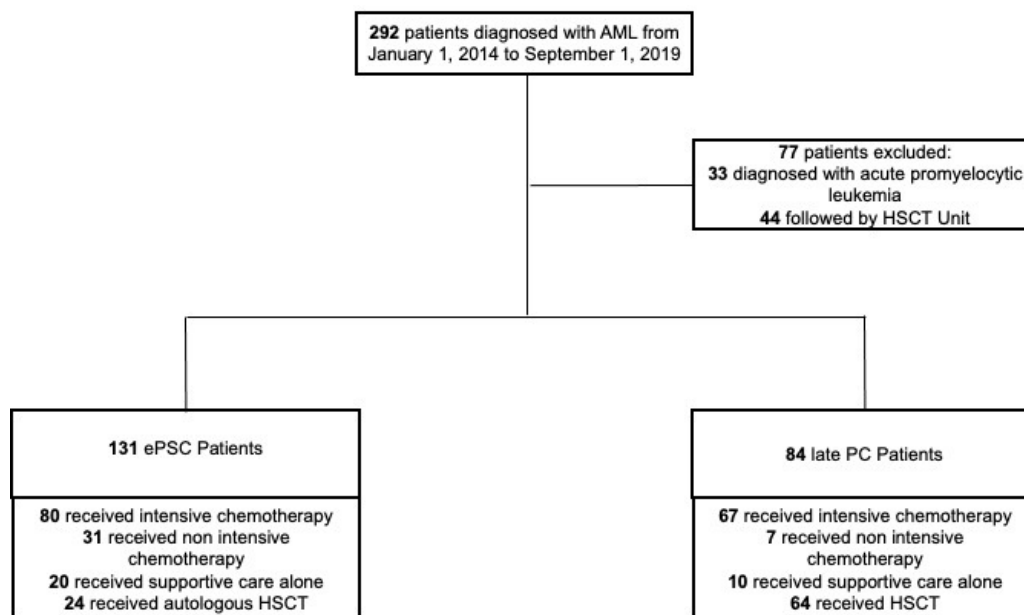 292 patients diagnosed with AML from
January 1, 2014 to September 1, 2019
77 patients excluded:
33 diagnosed with acute promyelocytic
leukemia
44 followed by HSCT Unit
131 ePSC Patients
80 received intensive chemotherapy
31 received non intensive
chemotherapy
20 received supportive care alone
24 received autologous HSCT
84 late PC Patients
67 received intensive chemotherapy
7 received non intensive
chemotherapy
10 received supportive care alone
64 received HSCT